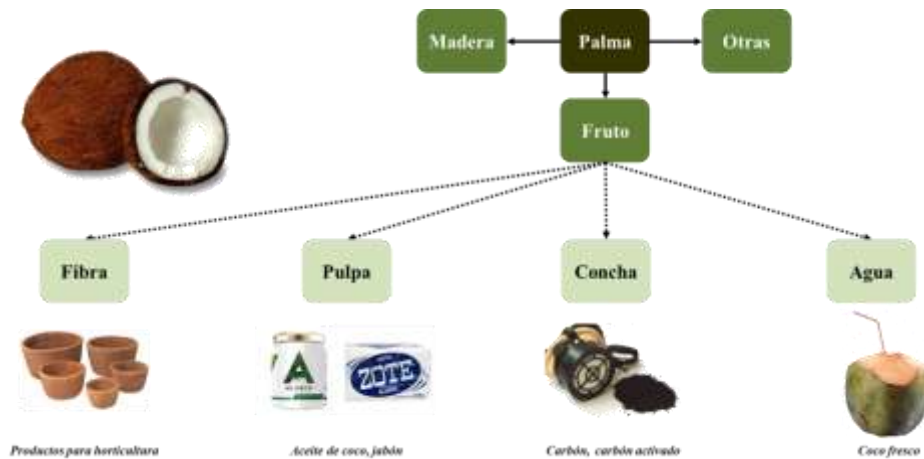 Madera
Palma
Otras
Fruto
Fibra
Pulpa
Concha
Agua
A
ZOTE
Productos para horticultura
Aceite de coco, jabón
Carbón, carbón activado
Coco fresco